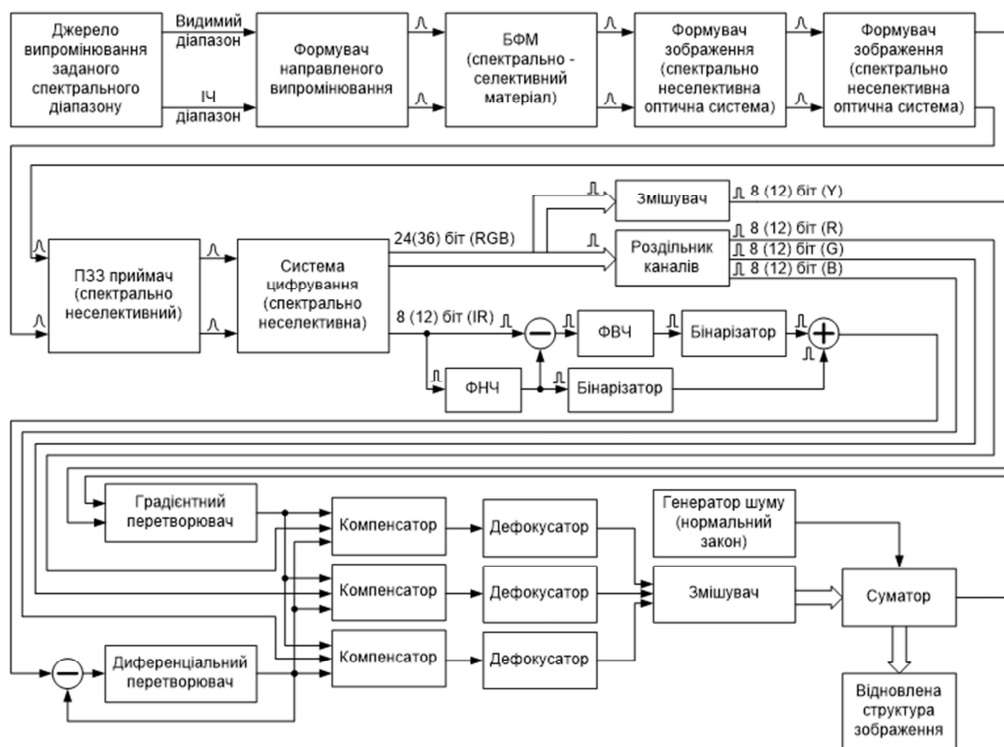 Джерело
випромінювання
заданого
спектрального
діапазону
Видимий
діапазон
ІЧ
діапазон
Формувач
направленого
випромінювання
БФМ
(спектрально -
селективний
матеріал)
Формувач
зображення
(спектрально
неселективна
оптична система)
Формувач
зображення
(спектрально
неселективна
оптична система)
ПЗЗ приймач
(спектрально
неселективний)
Система
цифрування
(спектрально
неселективна)
24(36) біт (RGB)
8 (12) біт (IR)
Змішувач
8 (12) біт (Y)
Роздільник
каналів
8 (12) біт (R)
8 (12) біт (G)
8 (12) біт (B)
ФВЧ
Бінарізатор
ФНЧ
Бінарізатор
Градієнтний
перетворювач
Компенсатор
Дефокусатор
Генератор шуму
(нормальний
закон)
Компенсатор
Дефокусатор
Змішувач
Суматор
Диференціальний
перетворювач
Компенсатор
Дефокусатор
Відновлена
структура
зображення